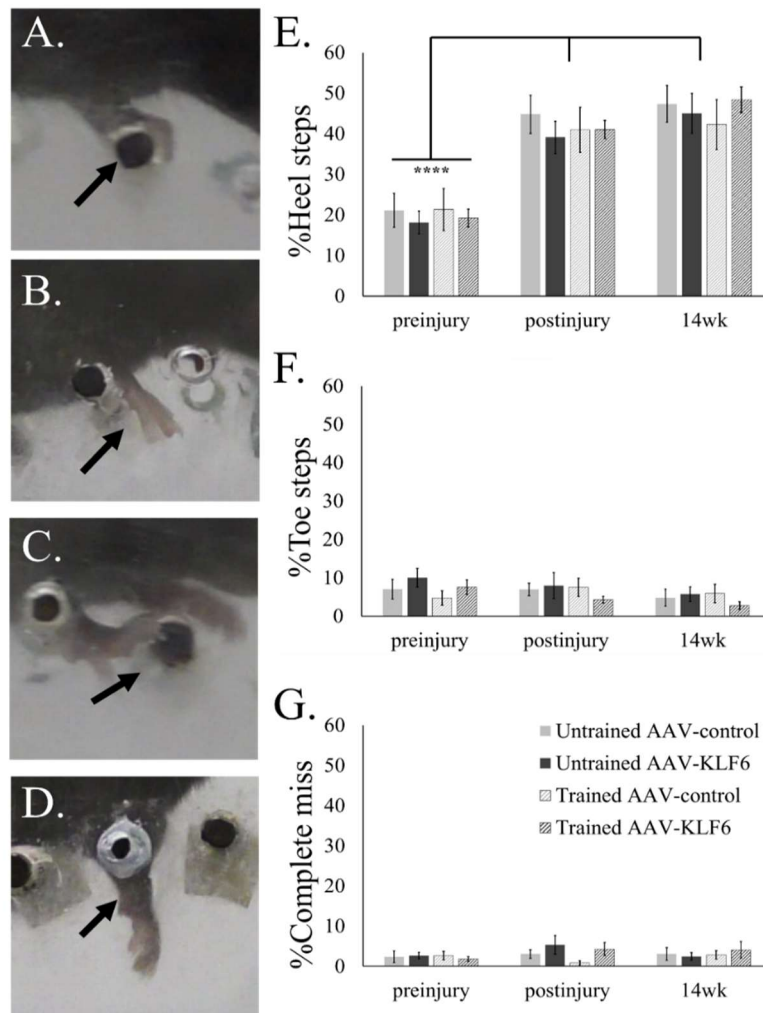 A.
B.
C.
D.
E.
60
50
40
30
20
10
0
%Heel steps
****
preinjury postinjury 14wk
F.
60
50
40
30
20
10
0
%Toe steps
preinjury postinjury 14wk
G.
60
50
40
30
20
10
0
%Complete miss
Untrained AAV-control
Untrained AAV-KLF6
Trained AAV-control
Trained AAV-KLF6
preinjury postinjury 14wk